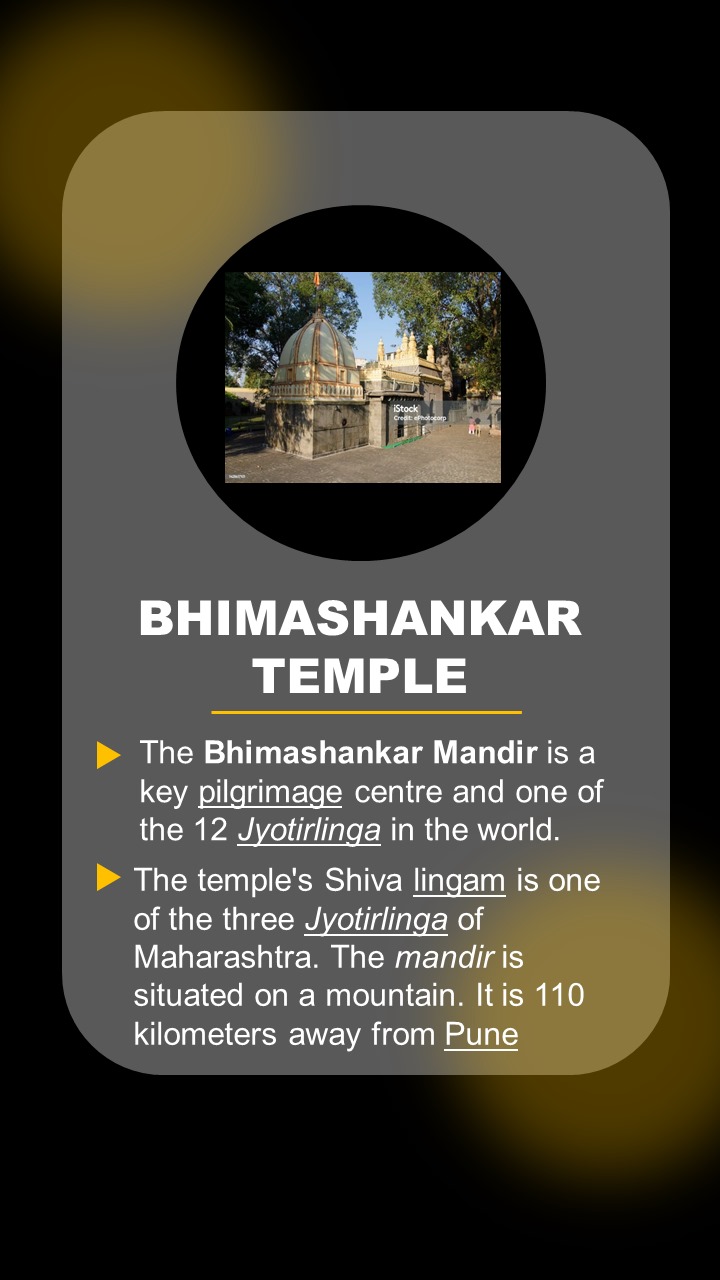 iStock
Credit: ePhotocorp
BHIMASHANKAR
TEMPLE
The Bhimashankar Mandir is a
key pilgrimage centre and one of
the 12 Jyotirlinga in the world.
The temple's Shiva lingam is one
of the three Jyotirlinga of
Maharashtra. The mandir is
situated on a mountain. It is 110
kilometers away from Pune